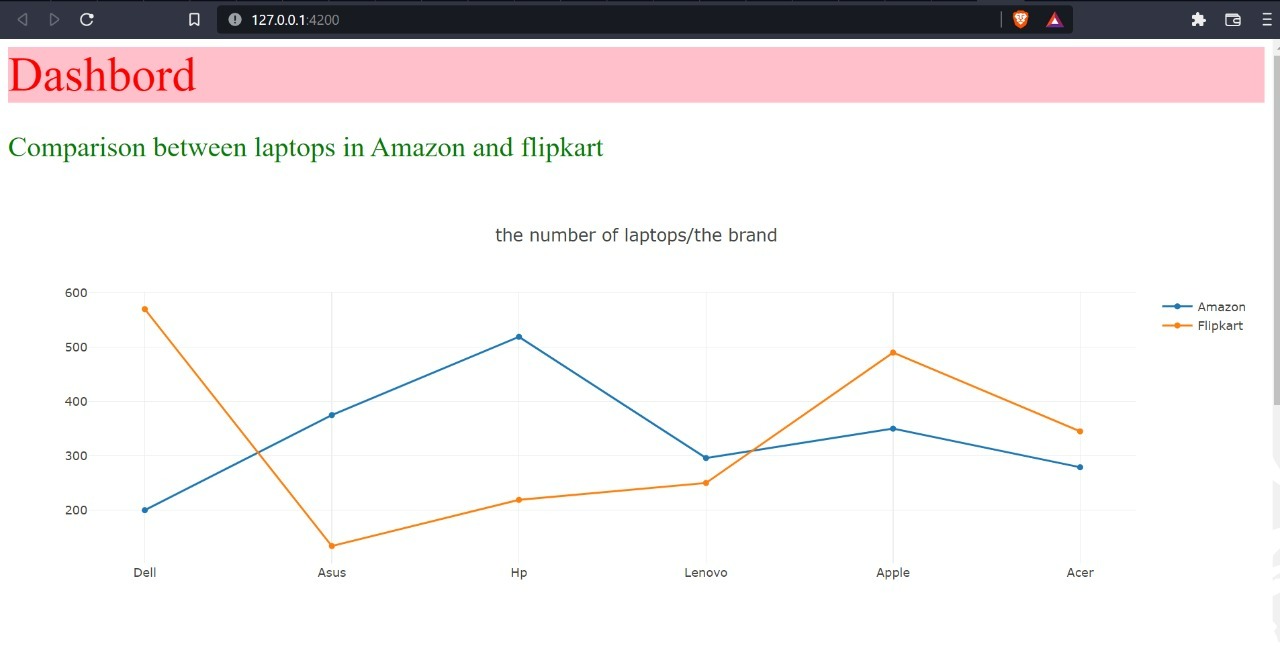 127.0.0.1:4200
Dashbord
Comparison between laptops in Amazon and flipkart
the number of laptops/the brand
600
500
400
300
200
Amazon
Flipkart
Dell Asus Hp Lenovo Apple Acer